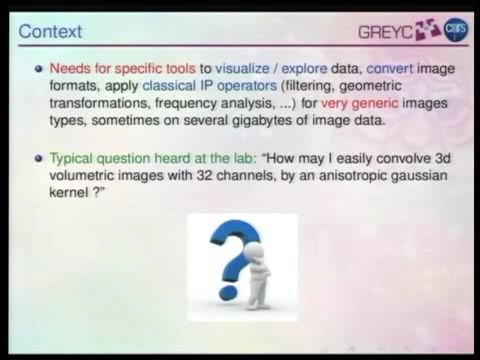 Context
GREYC
cnrs
Needs for specific tools to visualize / explore data, convert image
formats, apply classical IP operators (filtering, geometric
transformations, frequency analysis, ...) for very generic images
types, sometimes on several gigabytes of image data.
Typical question heard at the lab: “How may I easily convolve 3d
volumetric images with 32 channels, by an anisotropic gaussian
kernel ?”